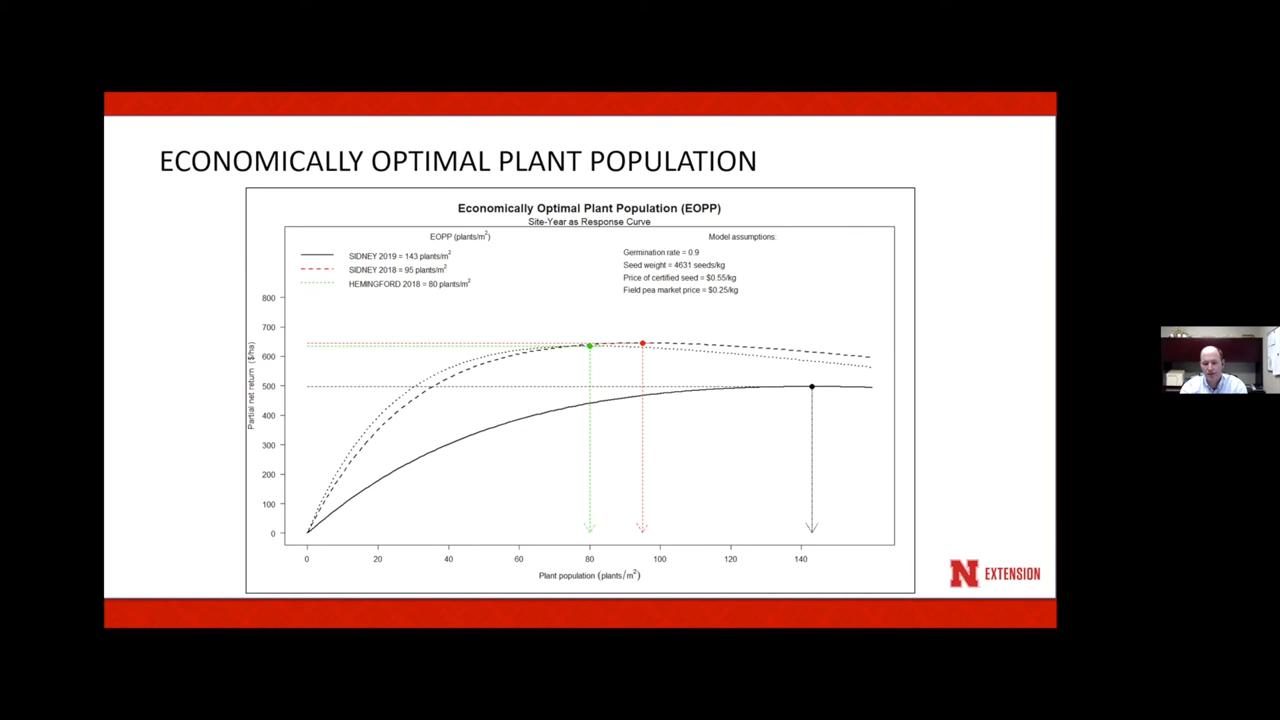 ECONOMICALLY OPTIMAL PLANT POPULATION
Economically Optimal Plant Population (EOPP)
Site-Year as Response Curve
EOPP (plants/m²)
SIDNEY 2019 = 143 plants/m²
SIDNEY 2018 = 95 plants/m²
HEMINGFORD 2018 = 80 plants/m²
Model assumptions:
Germination rate = 0.9
Seed weight = 4631 seeds/kg
Price of certified seed = $0.55/kg
Field pea market price = $0.25/kg
Partial net return ($/ha)
800
700
600
500
400
300
200
100
0
0 20 40 60 80 100 120 140
Plant population (plants/m²)
N EXTENSION